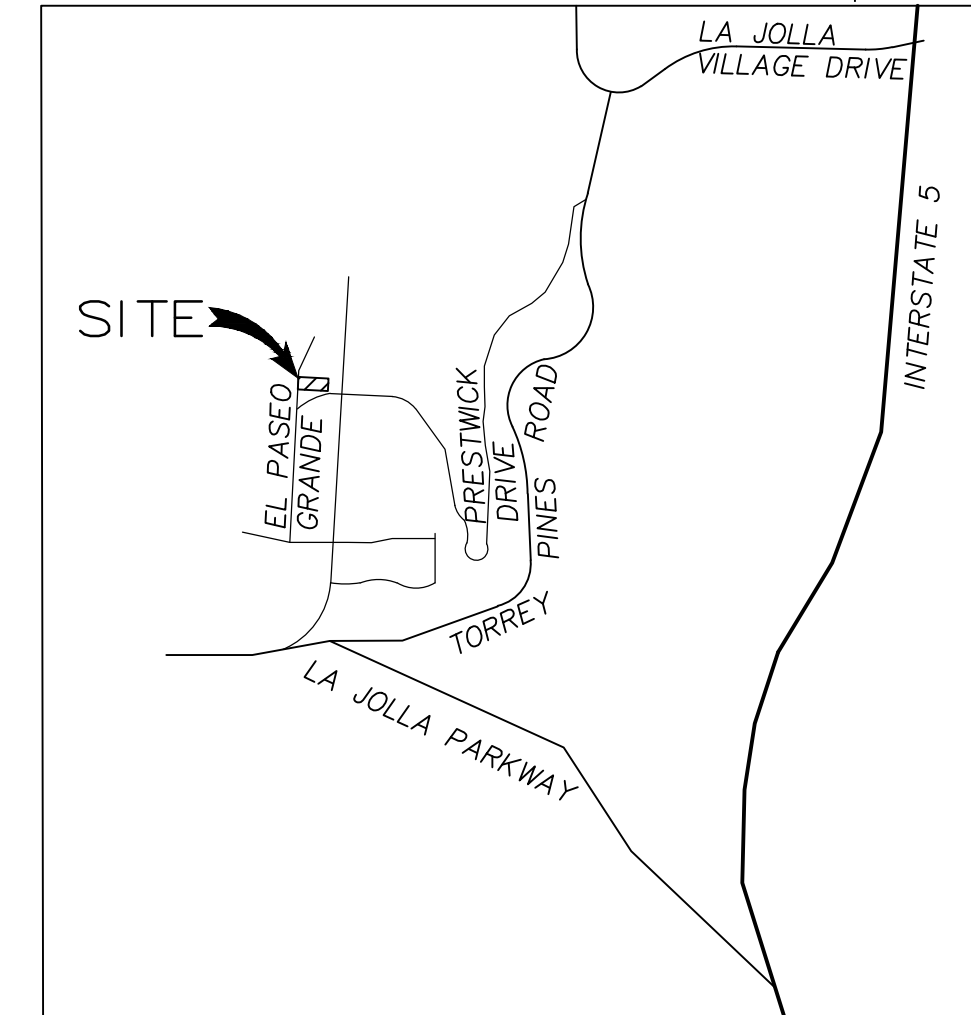 LA JOLLA
VILLAGE DRIVE
INTERSTATE 5
SITE
EL PASEO
GRANDE
PRESTWICK
DRIVE
TORREY PINES ROAD
LA JOLLA PARKWAY